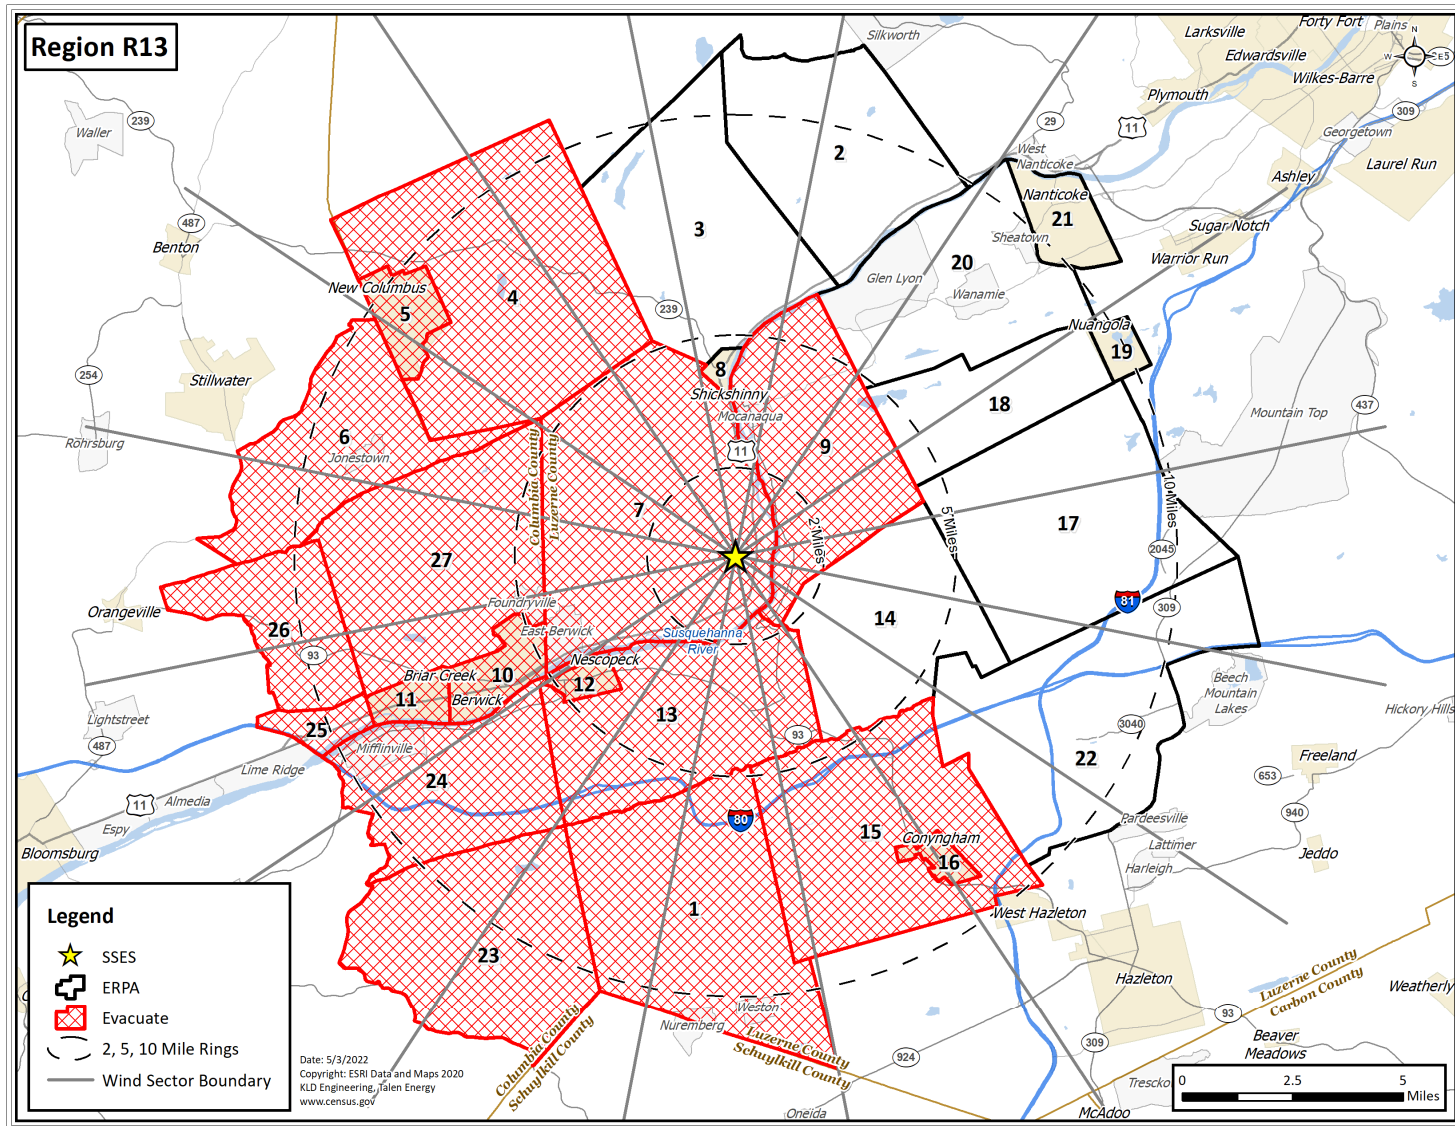 Region R13
Silkworth
Larksville
Forty Fort
Plains
Edwardsville
Wilkes-Barre
N
W
S
Plymouth
11
309
29
Georgetown
Laurel Run
Ashley
West
Nanticoke
Nanticoke
21
Sheatown
Sugar Notch
Warrior Run
239
Waller
487
Benton
2
3
20
Glen Lyon
Wanamie
New Columbus
5
4
239
Nuangola
19
254
Stillwater
8
Shickshinny
Mocanaqua
18
Mountain Top
437
Rohrsburg
6
Jonestown
11
9
Columbia County
Luzerne County
7
2 Miles
5 Miles
10 Miles
17
27
2045
Orangeville
Foundryville
East Berwick
Susquehanna
River
14
81
309
26
93
Briar Creek
10
Nescopeck
12
11
Berwick
13
Beech
Mountain
Lakes
Hickory Hills
Lightstreet
487
25
Mifflinville
93
3040
22
Freeland
653
Lime Ridge
24
11
Almedia
Espy
Bloomsburg
80
15
Conyngham
16
Pardeesville
Lattimer
Harleigh
940
Jeddo
1
West Hazleton
23
Hazleton
Luzerne County
Carbon County
Weatherly
93
Beaver
Meadows
Weston
Nuremberg
Luzerne County
Schuylkill County
Columbia County
Schuylkill County
924
309
Oneida
McAdoo
Legend
SSES
ERPA
Evacuate
2, 5, 10 Mile Rings
Wind Sector Boundary
Date: 5/3/2022
Copyright: ESRI Data and Maps 2020
KLD Engineering, Talen Energy
www.census.gov
0
2.5
5
Miles